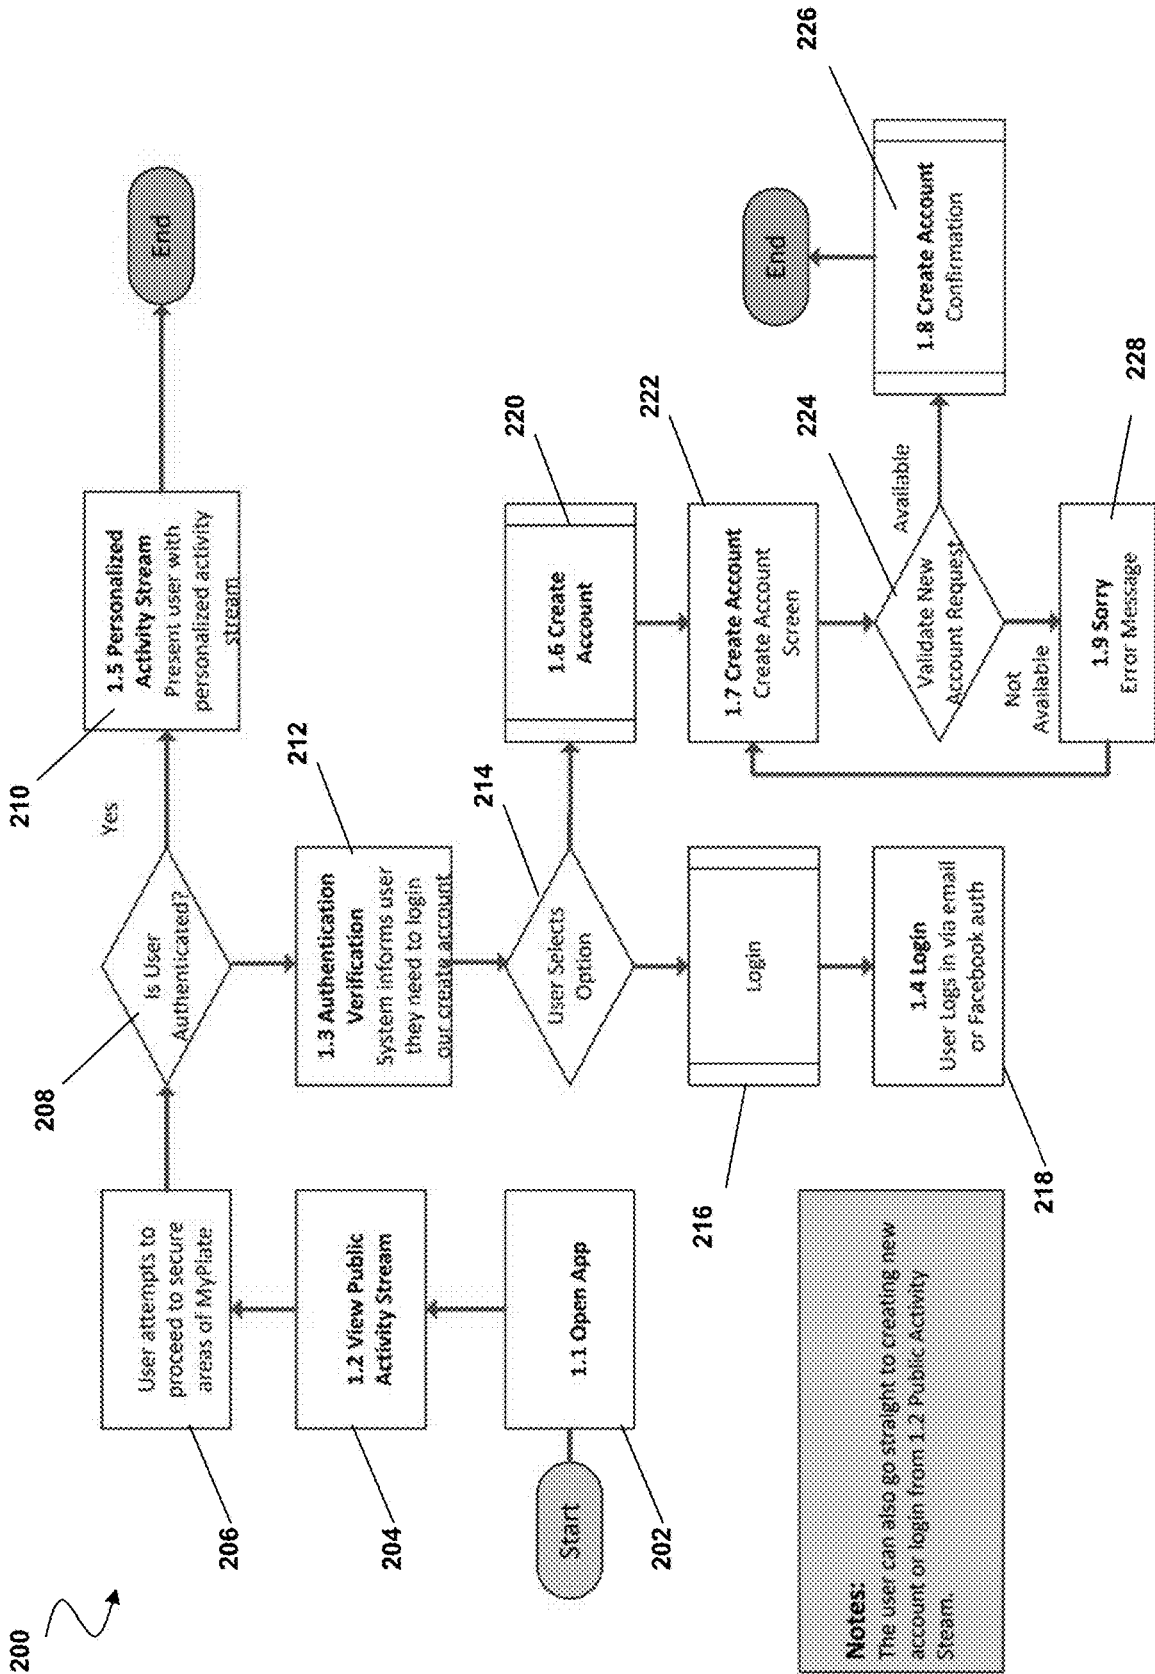 200
206
User attempts to
proceed to secure
areas of MyPlate
204
1.2 View Public
Activity Stream
Start
202
1.1 Open App
208
Is User
Authenticated?
Yes
210
1.5 Personalized
Activity Stream
Present user with
personalized activity
stream
End
212
1.3 Authentication
Verification
System informs user
they need to login
our create account
214
User Selects
Option
216
Login
218
1.4 Login
User Logs in via email
or Facebook auth
220
1.6 Create
Account
222
1.7 Create Account
Create Account
Screen
224
Validate New
Account Request
Available
Not
Available
226
1.8 Create Account
Confirmation
End
228
1.9 Sorry
Error Message
Notes:
The user can also go straight to creating new
account or login from 1.2 Public Activity
Steam.